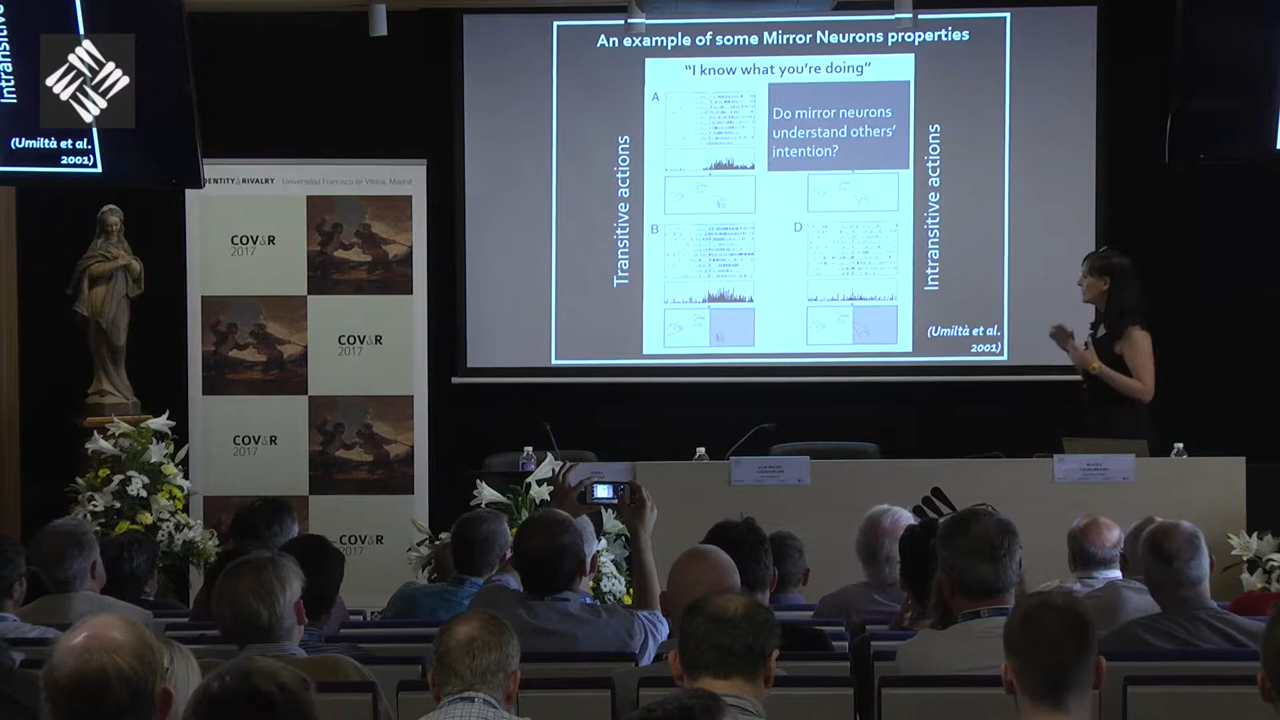 Intransitive
(Umiltà et al.
2001)
IDENTITY&RIVALRY Universidad Francisco de Vitoria, Madrid
COV&R
2017
COV&R
2017
COV&R
2017
COV&R
2017
An example of some Mirror Neurons properties
"I know what you're doing"
A
Do mirror neurons
understand others'
intention?
Transitive actions
Intransitive actions
B
D
(Umiltà et al.
2001)